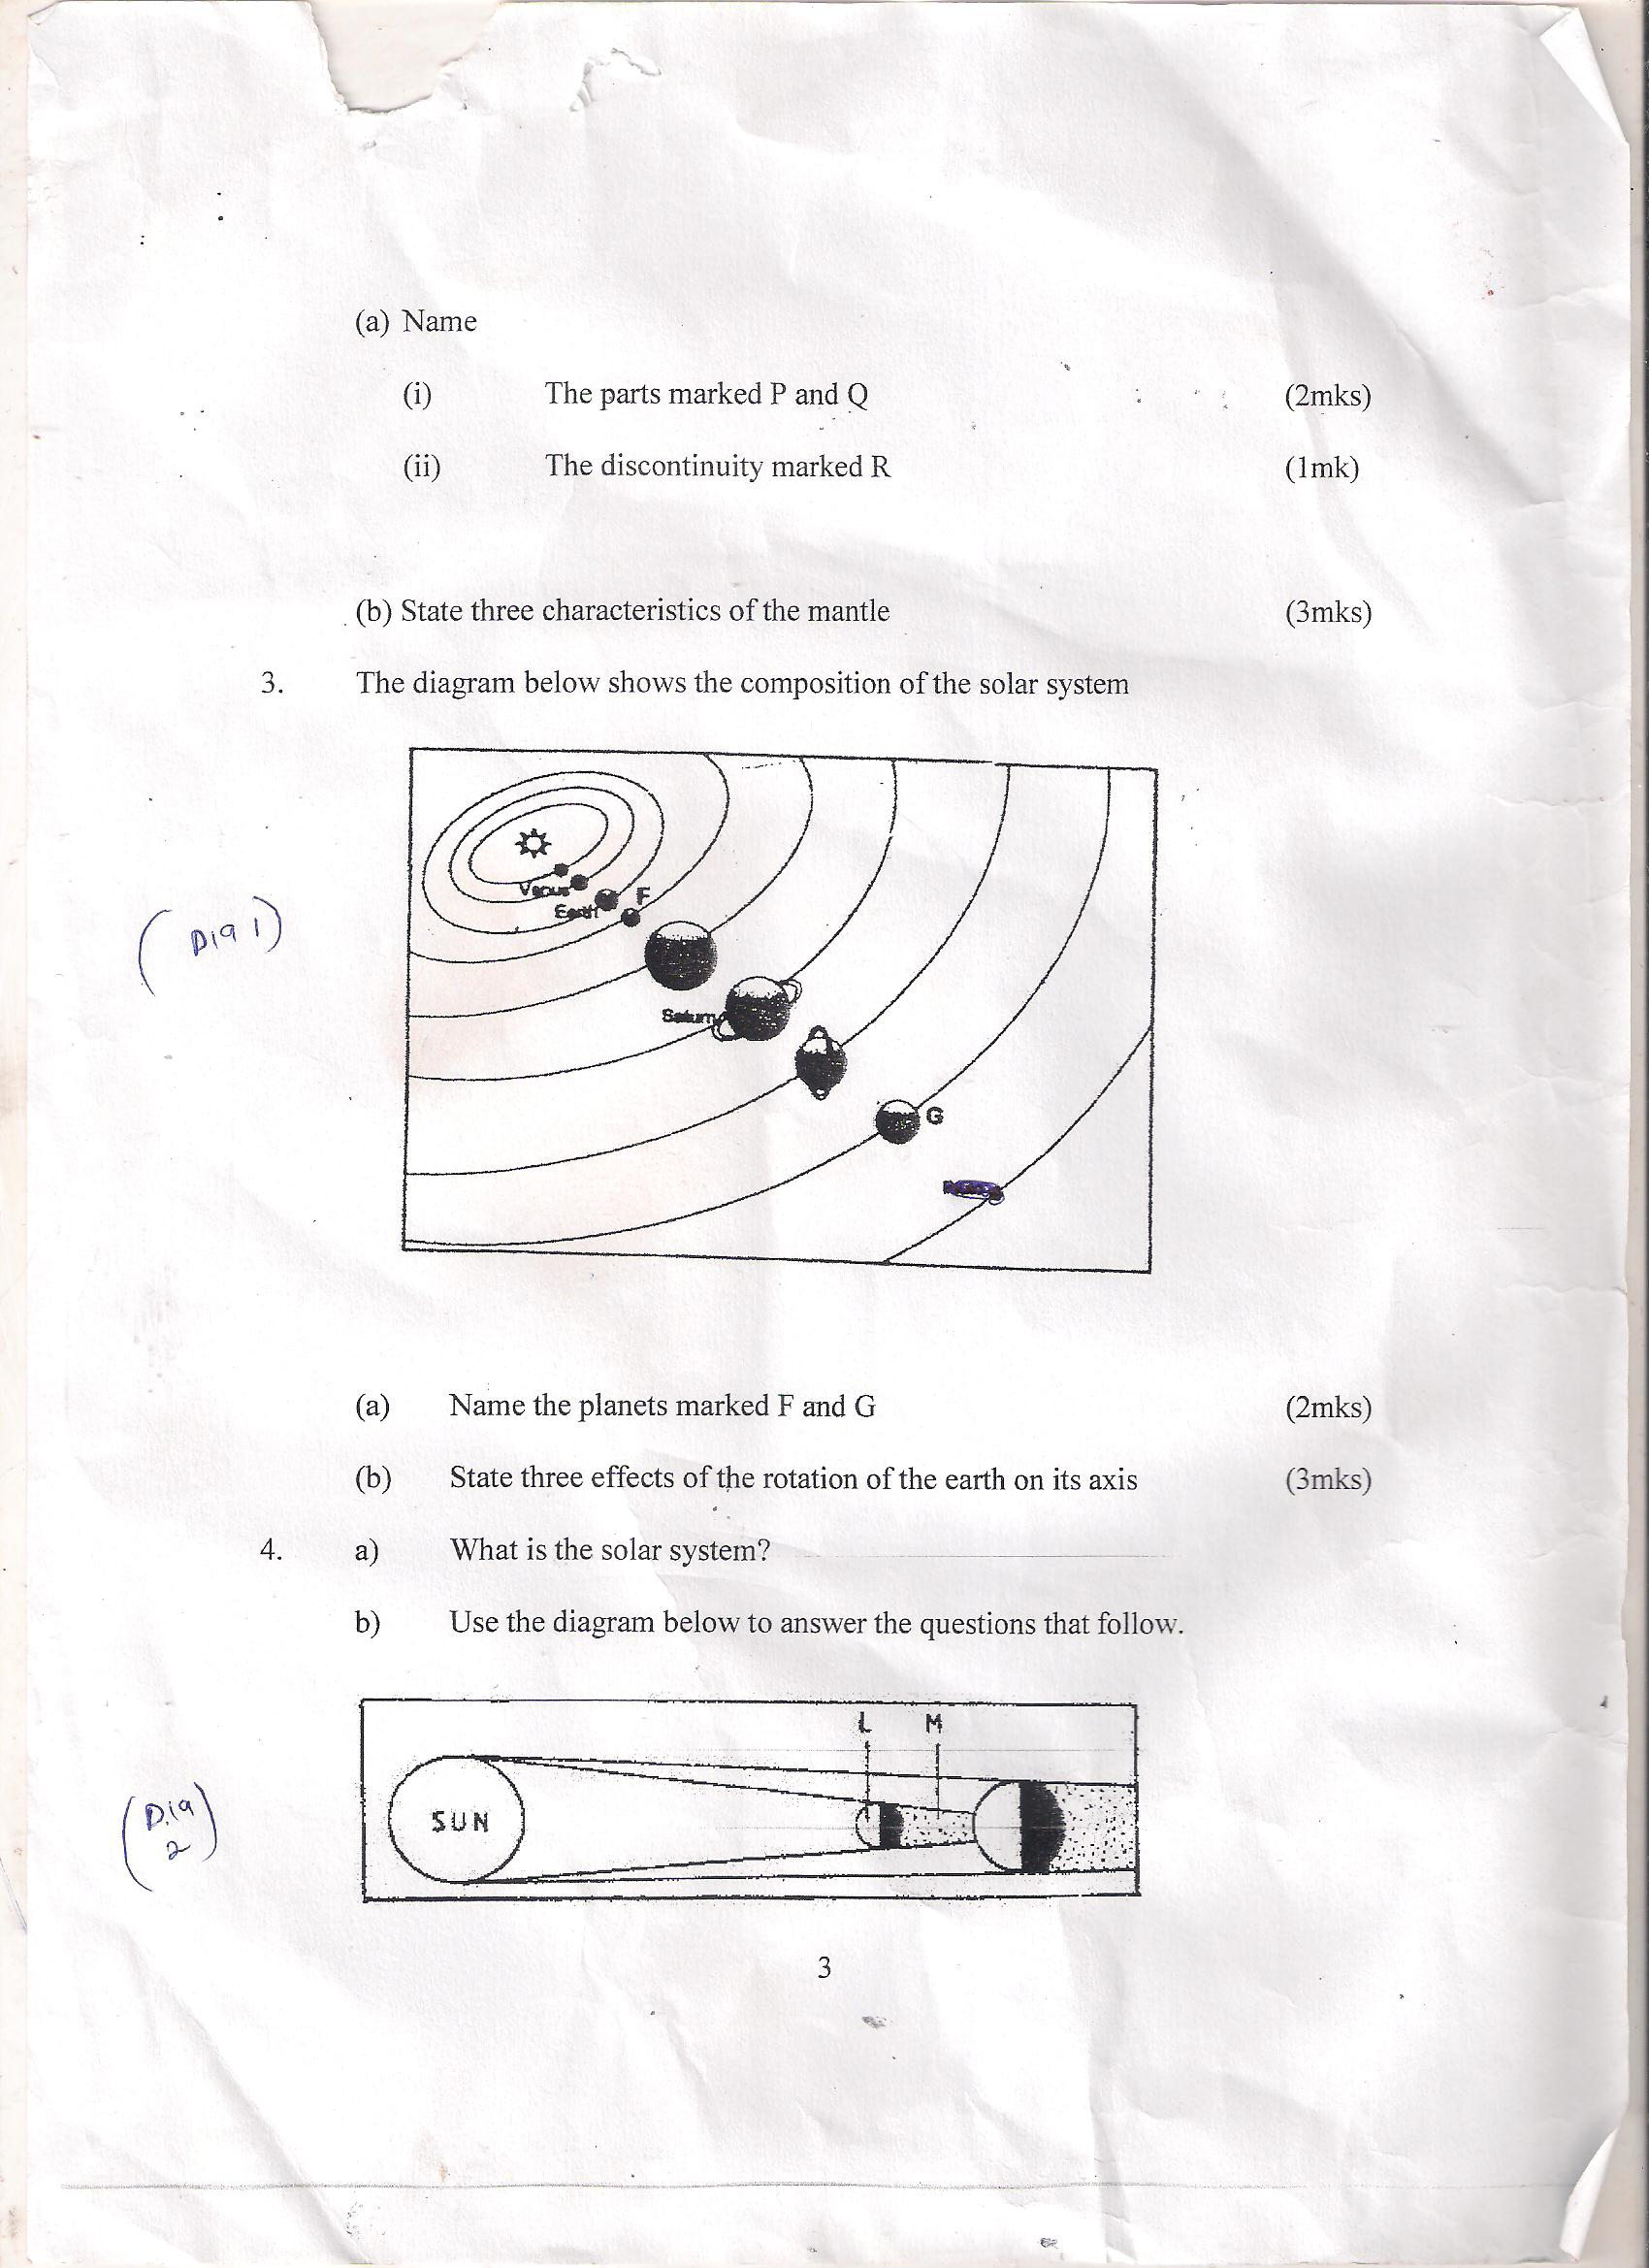 (a) Name
(i) The parts marked P and Q (2mks)
(ii) The discontinuity marked R (1mk)
(b) State three characteristics of the mantle (3mks)
3. The diagram below shows the composition of the solar system
Venus
Earth
F
(Dia 1)
Saturn
G
(a) Name the planets marked F and G (2mks)
(b) State three effects of the rotation of the earth on its axis (3mks)
4. a) What is the solar system?
b) Use the diagram below to answer the questions that follow.
L M
SUN
(Dia
2)
3